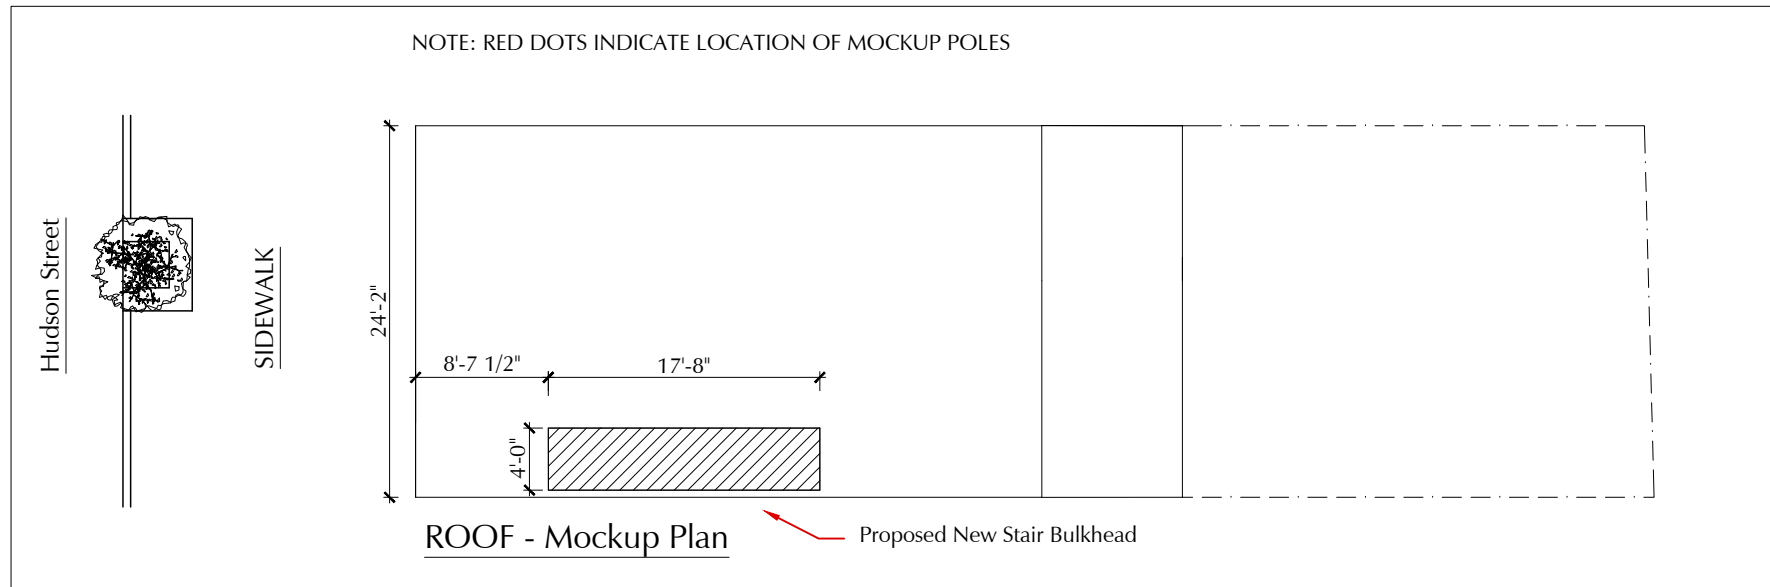 NOTE: RED DOTS INDICATE LOCATION OF MOCKUP POLES
Hudson Street
SIDEWALK
24'-2"
8'-7 1/2"
17'-8"
4'-0"
ROOF - Mockup Plan
Proposed New Stair Bulkhead